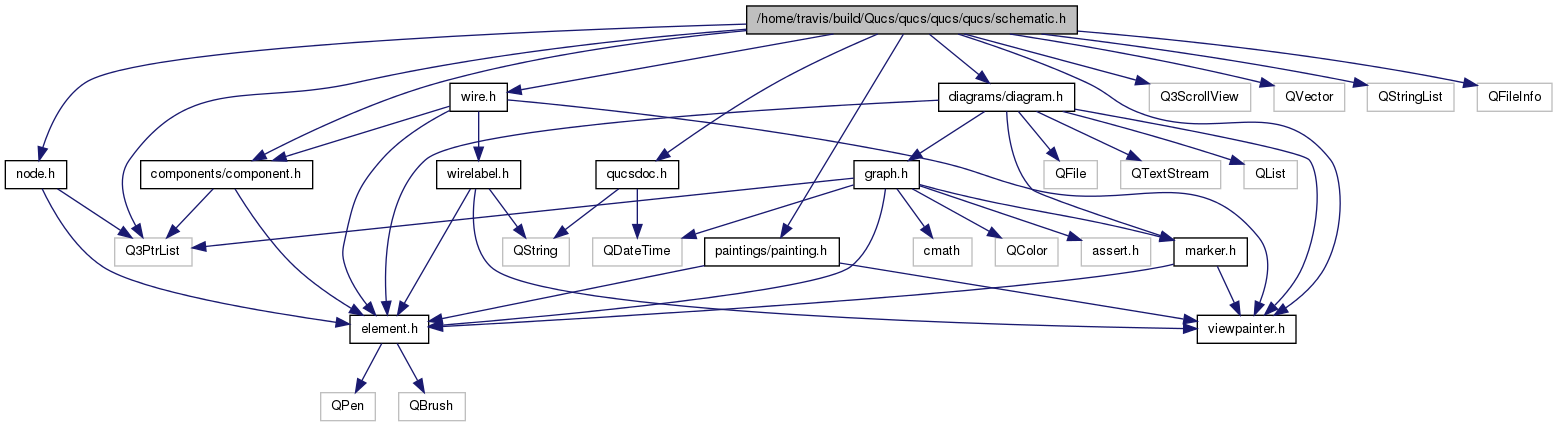 /home/travis/build/Qucs/qucs/qucs/qucs/schematic.h
wire.h
diagrams/diagram.h
Q3ScrollView
QVector
QStringList
QFileInfo
node.h
components/component.h
wirelabel.h
qucsdoc.h
graph.h
QFile
QTextStream
QList
Q3PtrList
QString
QDateTime
paintings/painting.h
cmath
QColor
assert.h
marker.h
element.h
viewpainter.h
QPen
QBrush